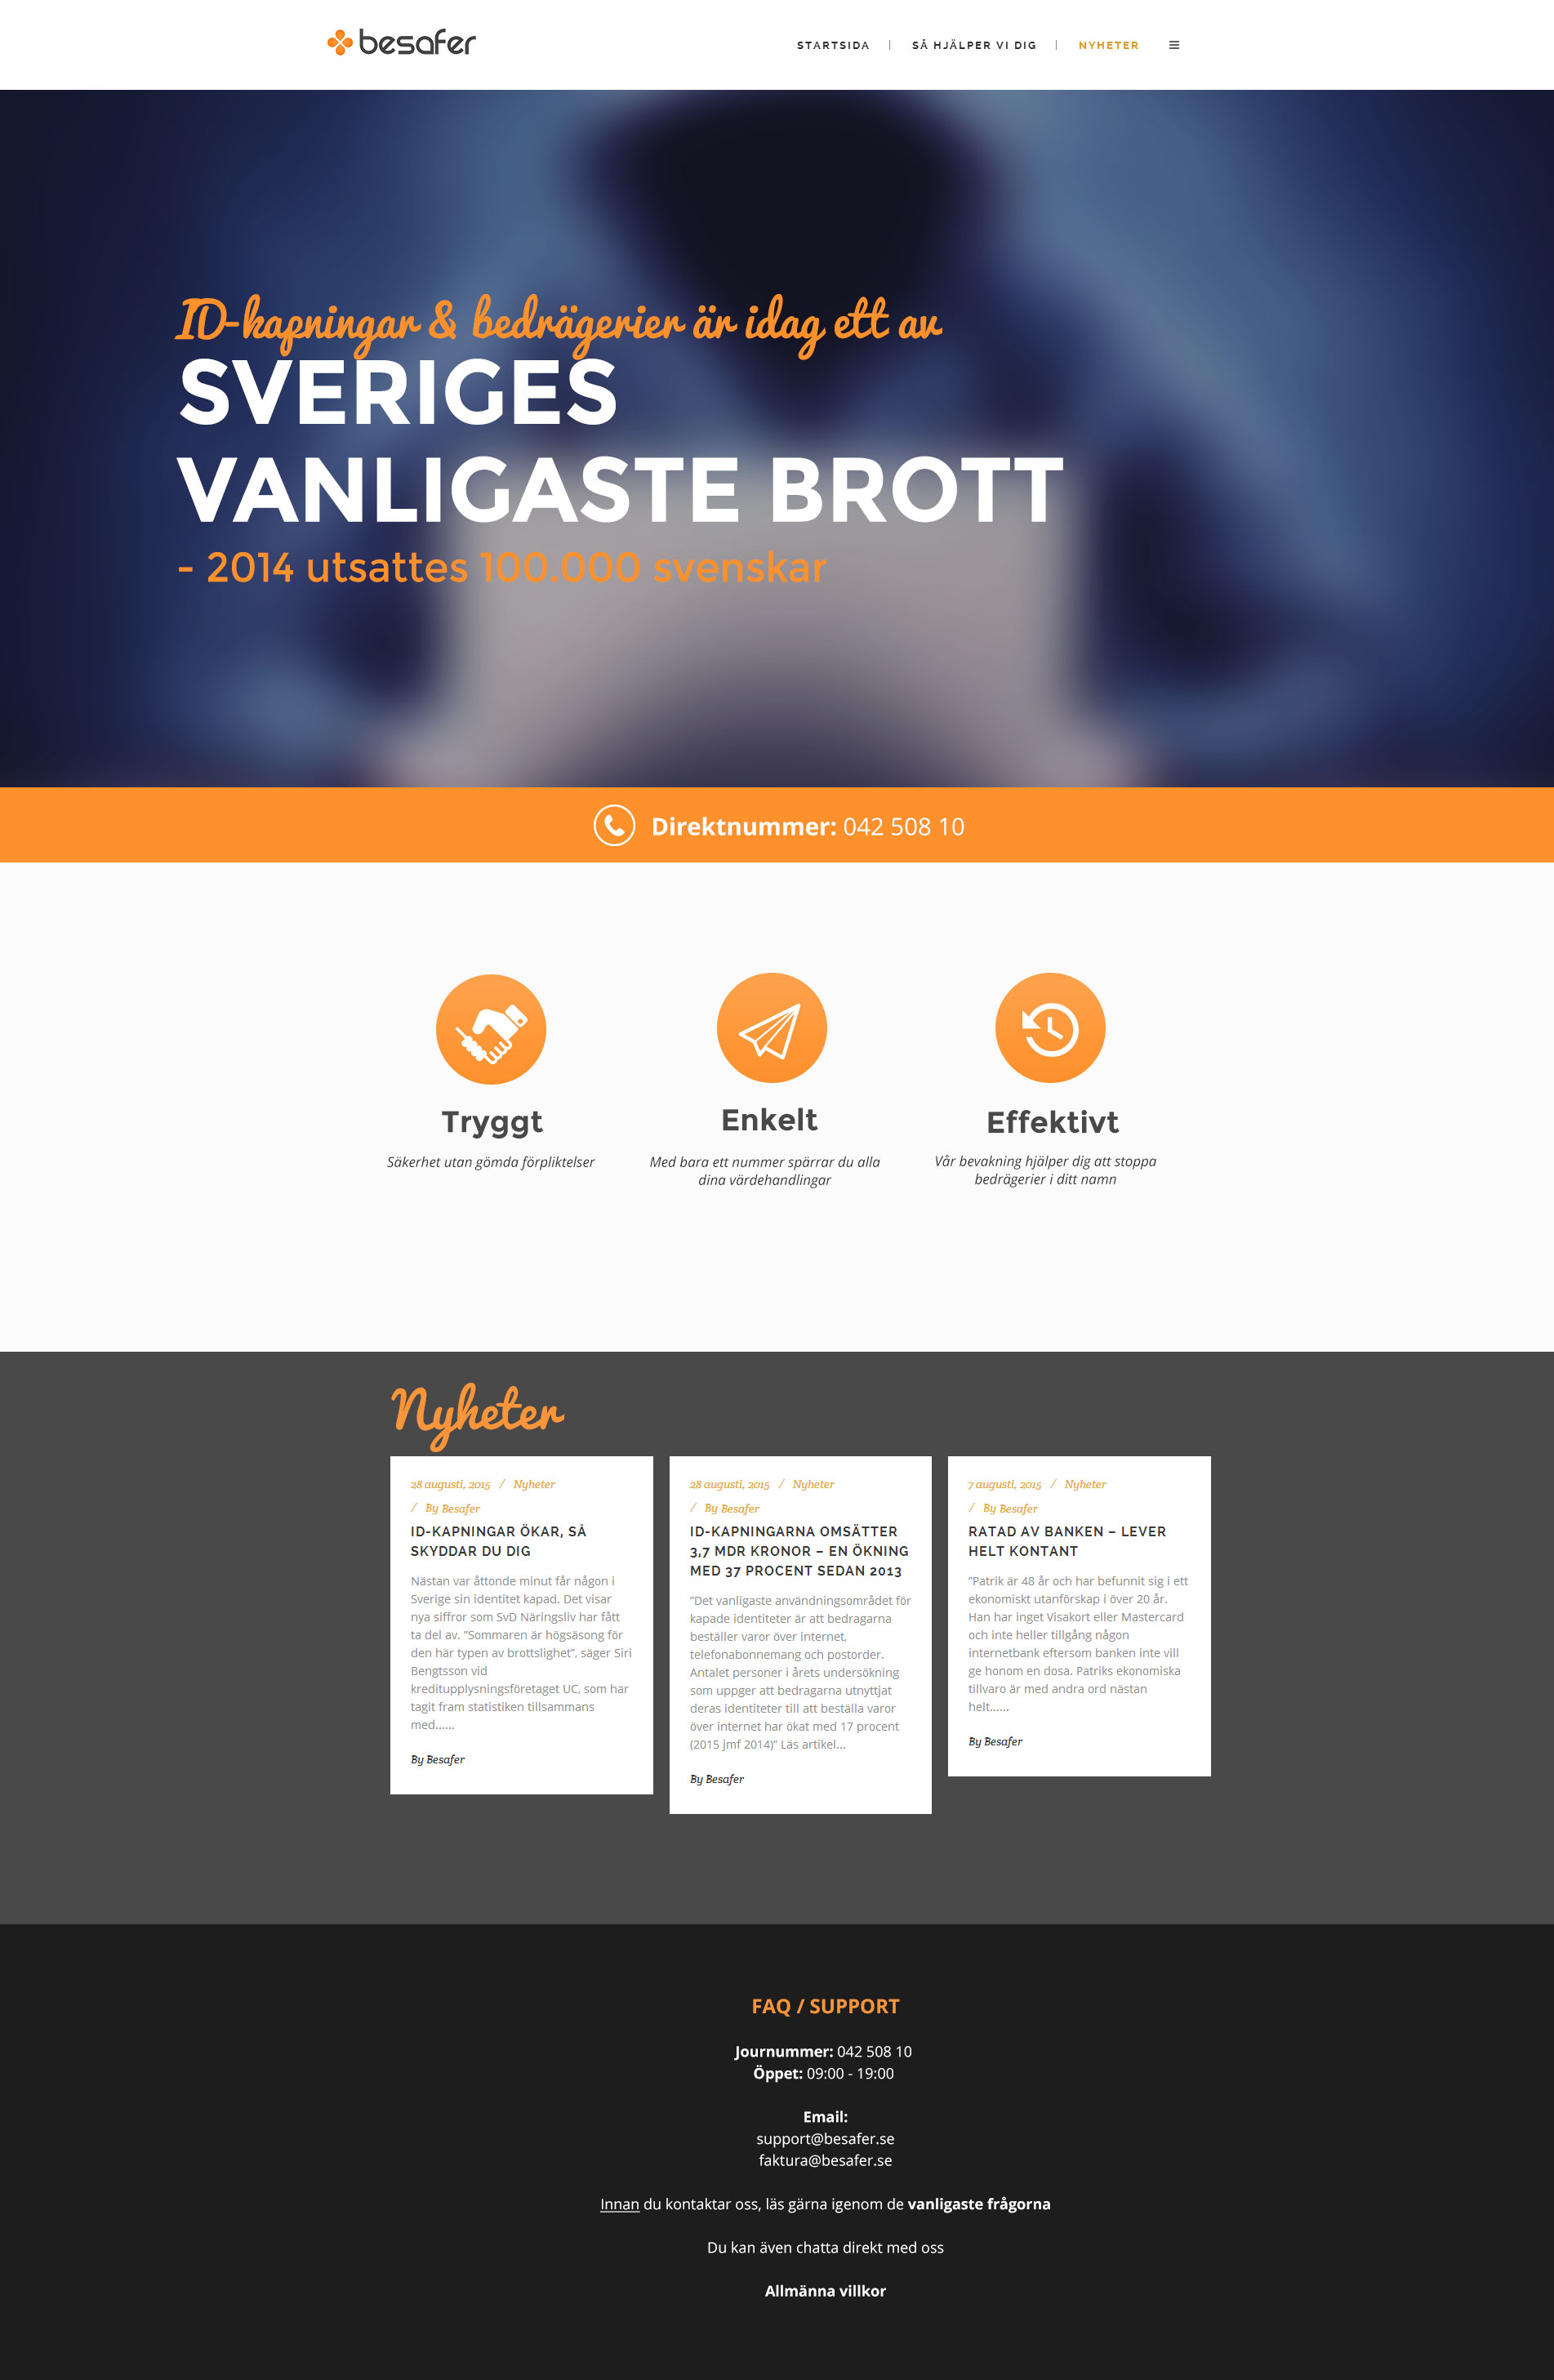 besafer
STARTSIDA | SÅ HJÄLPER VI DIG | NYHETER
ID-kapningar & bedrägerier är idag ett av
SVERIGES
VANLIGASTE BROTT
- 2014 utsattes 100.000 svenskar
Direktnummer: 042 508 10
Tryggt
Säkerhet utan gömda förpliktelser
Enkelt
Med bara ett nummer spärrar du alla
dina värdehandlingar
Effektivt
Vår bevakning hjälper dig att stoppa
bedrägerier i ditt namn
Nyheter
28 augusti, 2015 / Nyheter
/ By Besafer
ID-KAPNINGAR ÖKAR, SÅ
SKYDDAR DU DIG
Nästan var åttonde minut får någon i
Sverige sin identitet kapad. Det visar
nya siffror som SvD Näringsliv har fått
ta del av. ”Sommaren är högsäsong för
den här typen av brottslighet”, säger Siri
Bengtsson vid
kreditupplysningsföretaget UC, som har
tagit fram statistiken tillsammans
med......
By Besafer
28 augusti, 2015 / Nyheter
/ By Besafer
ID-KAPNINGARNA OMSÄTTER
3,7 MDR KRONOR – EN ÖKNING
MED 37 PROCENT SEDAN 2013
”Det vanligaste användningsområdet för
kapade identiteter är att bedragarna
beställer varor över internet,
telefonabonnemang och postorder.
Antalet personer i årets undersökning
som uppger att bedragarna utnyttjat
deras identiteter till att beställa varor
över internet har ökat med 17 procent
(2015 jmf 2014)” Läs artikel...
By Besafer
7 augusti, 2015 / Nyheter
/ By Besafer
RATAD AV BANKEN – LEVER
HELT KONTANT
”Patrik är 48 år och har befunnit sig i ett
ekonomiskt utanförskap i över 20 år.
Han har inget Visakort eller Mastercard
och inte heller tillgång någon
internetbank eftersom banken inte vill
ge honom en dosa. Patriks ekonomiska
tillvaro är med andra ord nästan
helt......
By Besafer
FAQ / SUPPORT
Journummer: 042 508 10
Öppet: 09:00 - 19:00
Email:
support@besafer.se
faktura@besafer.se
Innan du kontaktar oss, läs gärna igenom de vanligaste frågorna
Du kan även chatta direkt med oss
Allmänna villkor